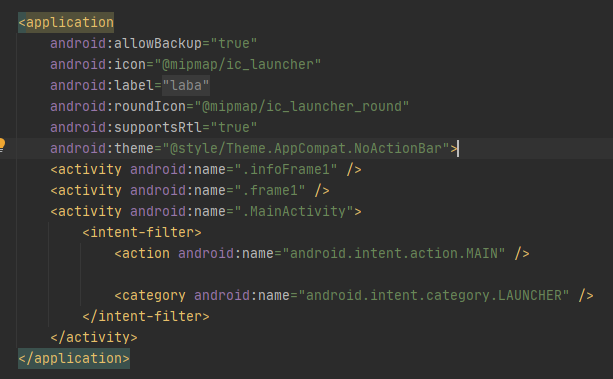 <application
android:allowBackup="true"
android:icon="@mipmap/ic_launcher"
android:label="laba"
android:roundIcon="@mipmap/ic_launcher_round"
android:supportsRtl="true"
android:theme="@style/Theme.AppCompat.NoActionBar">
<activity android:name=".infoFrame1" />
<activity android:name=".frame1" />
<activity android:name=".MainActivity">
<intent-filter>
<action android:name="android.intent.action.MAIN" />
<category android:name="android.intent.category.LAUNCHER" />
</intent-filter>
</activity>
</application>